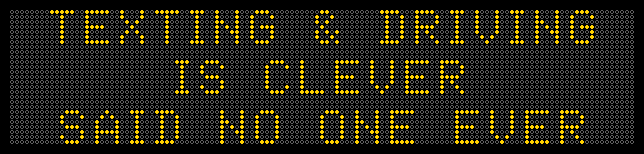 TEXTING & DRIVING
IS CLEVER
SAID NO ONE EVER